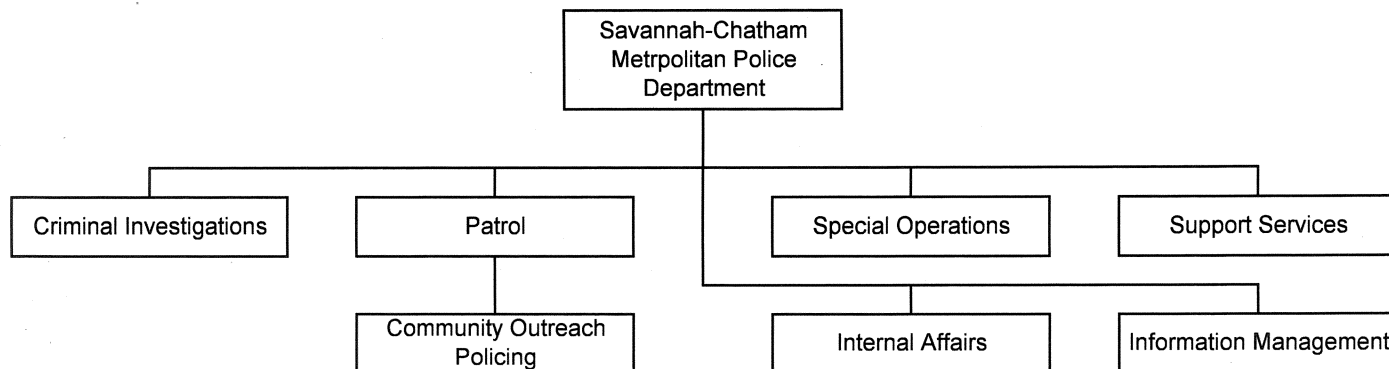 Savannah-Chatham
Metrpolitan Police
Department
Criminal Investigations
Patrol
Special Operations
Support Services
Community Outreach
Policing
Internal Affairs
Information Management